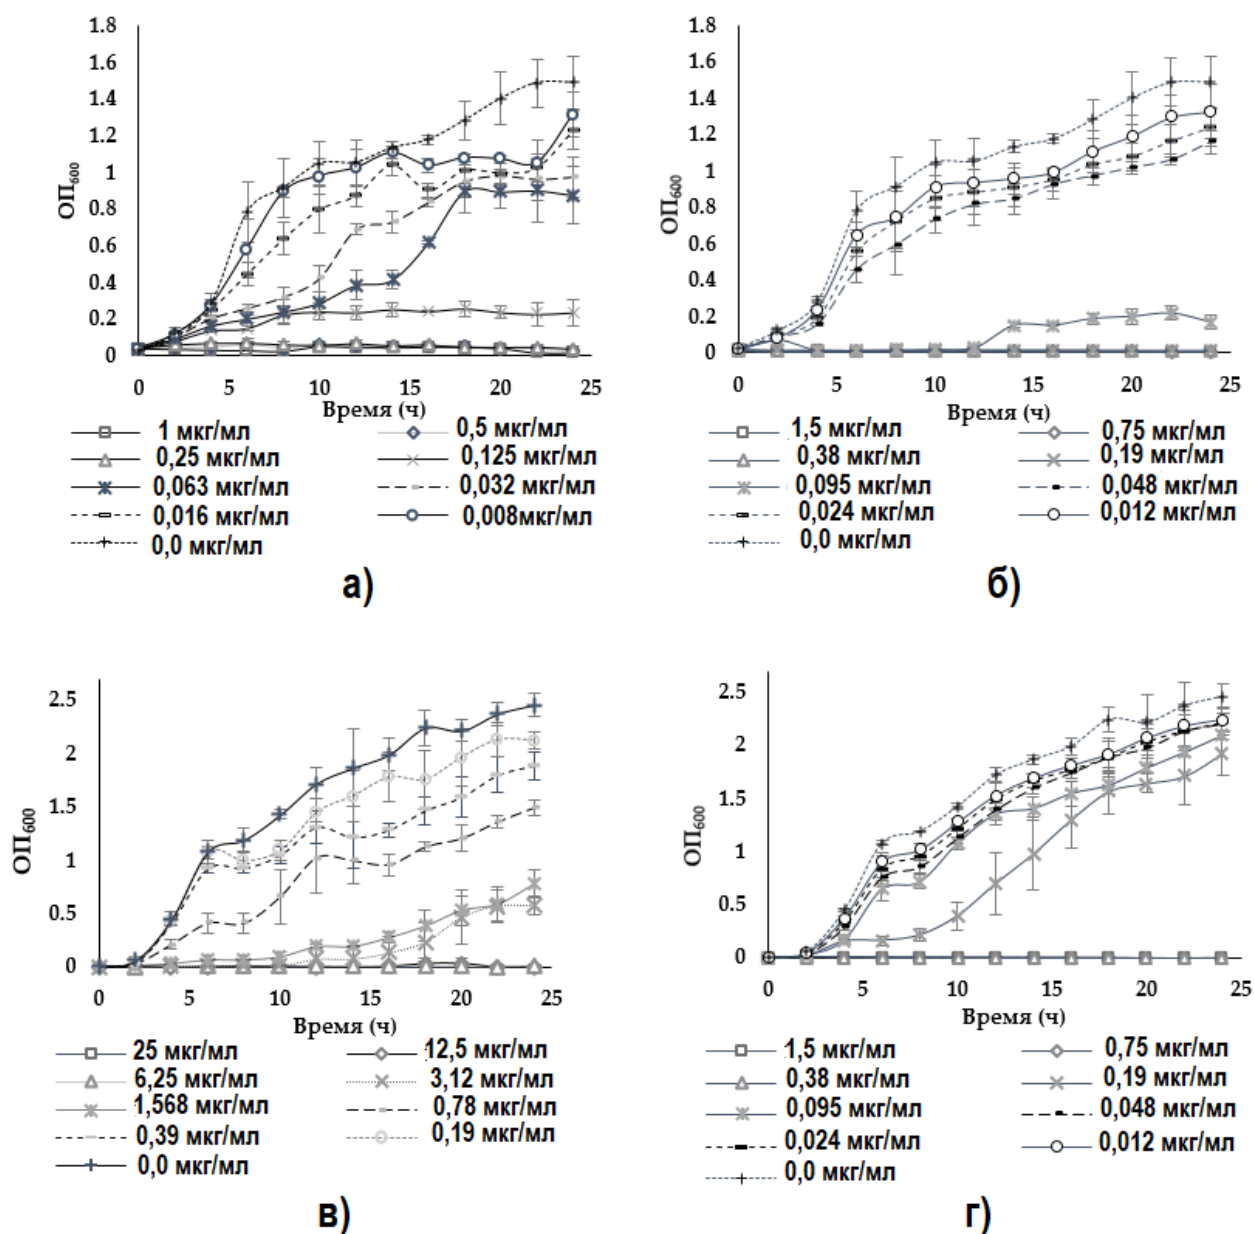 1.8
1.6
1.4
1.2
1
0.8
0.6
0.4
0.2
0
ОП600
0 5 10 15 20 25
Время (ч)
1 мкг/мл 0,5 мкг/мл
0,25 мкг/мл 0,125 мкг/мл
0,063 мкг/мл 0,032 мкг/мл
0,016 мкг/мл 0,008мкг/мл
0,0 мкг/мл
а)
1.8
1.6
1.4
1.2
1
0.8
0.6
0.4
0.2
0
ОП600
0 5 10 15 20 25
Время (ч)
1,5 мкг/мл 0,75 мкг/мл
0,38 мкг/мл 0,19 мкг/мл
0,095 мкг/мл 0,048 мкг/мл
0,024 мкг/мл 0,012 мкг/мл
0,0 мкг/мл
б)
2.5
2
1.5
1
0.5
0
ОП600
0 5 10 15 20 25
Время (ч)
25 мкг/мл 12,5 мкг/мл
6,25 мкг/мл 3,12 мкг/мл
1,568 мкг/мл 0,78 мкг/мл
0,39 мкг/мл 0,19 мкг/мл
0,0 мкг/мл
в)
2.5
2
1.5
1
0.5
0
ОП600
0 5 10 15 20 25
Время (ч)
1,5 мкг/мл 0,75 мкг/мл
0,38 мкг/мл 0,19 мкг/мл
0,095 мкг/мл 0,048 мкг/мл
0,024 мкг/мл 0,012 мкг/мл
0,0 мкг/мл
г)